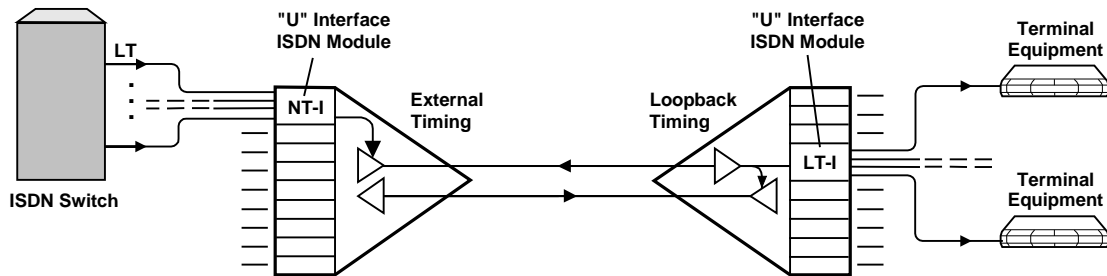 "U" Interface
ISDN Module
LT
NT-I
External
Timing
ISDN Switch
Loopback
Timing
"U" Interface
ISDN Module
LT-I
Terminal
Equipment
Terminal
Equipment